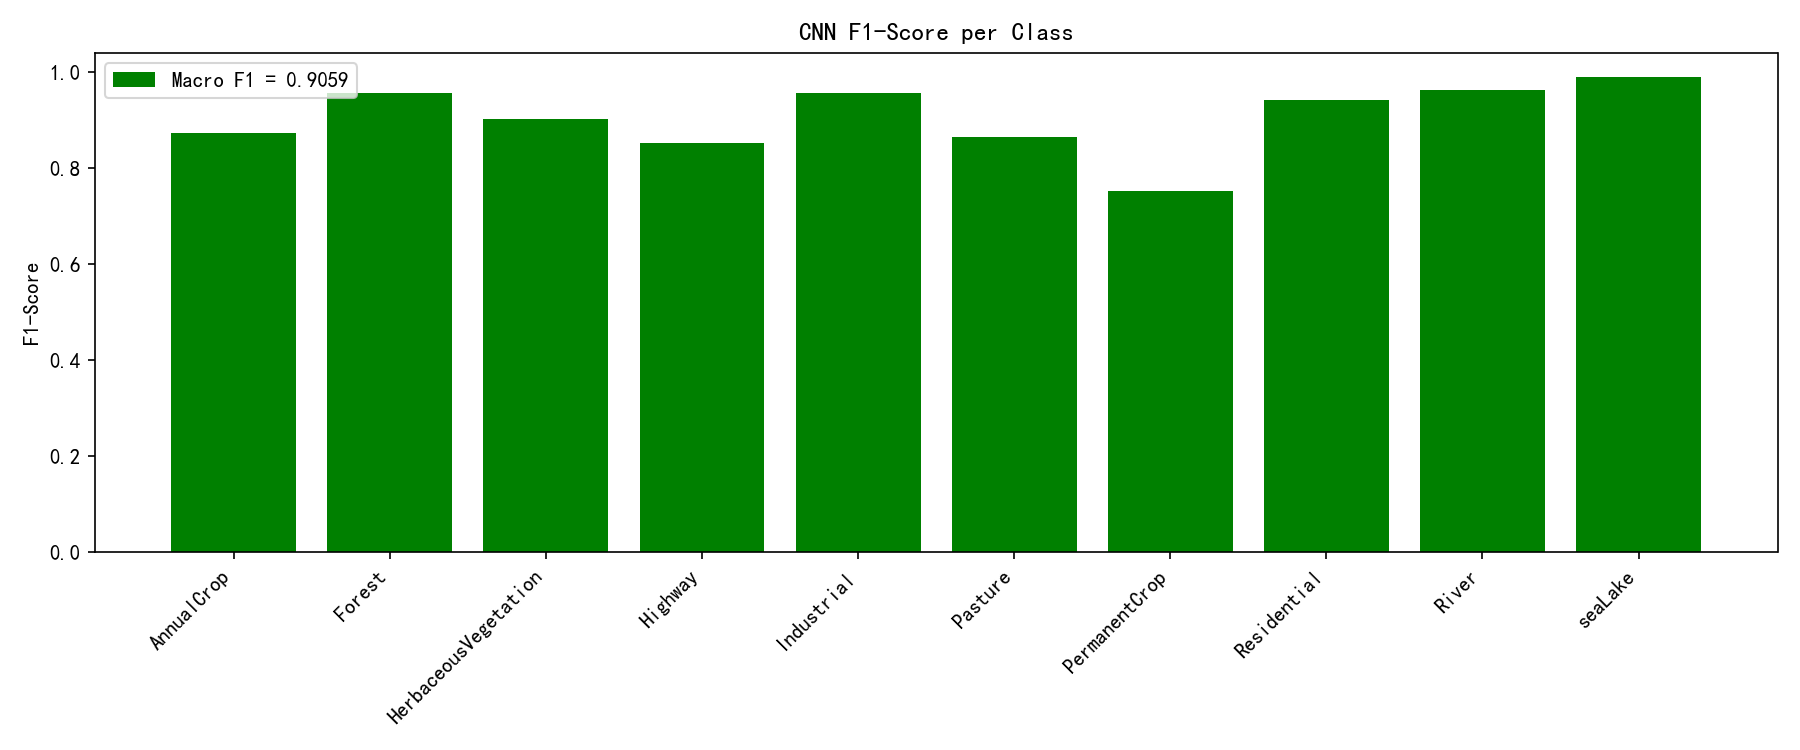 CNN F1-Score per Class
Macro F1 = 0.9059
F1-Score
1.0
0.8
0.6
0.4
0.2
0.0
AnnualCrop
Forest
HerbaceousVegetation
Highway
Industrial
Pasture
PermanentCrop
Residential
River
seaLake